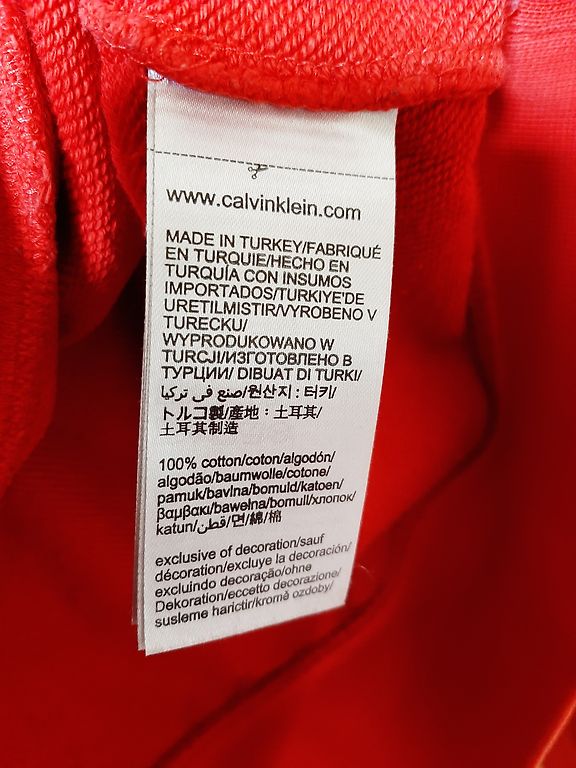 www.calvinklein.com
MADE IN TURKEY/FABRIQUÉ
EN TURQUIE/HECHO EN
TURQUÍA CON INSUMOS
IMPORTADOS/TURKIYE'DE
URETILMISTIR/VYROBENO V
TURECKU/
WYPRODUKOWANO W
TURCJI/ИЗГОТОВЛЕНО В
ТУРЦИИ/ DIBUAT DI TURKI/
صنع في تركيا/원산지 : 터키/
トルコ製/產地：土耳其/
土耳其制造
100% cotton/coton/algodón/
algodão/baumwolle/cotone/
pamuk/bavlna/bomuld/katoen/
βαμβακι/bawełna/bomull/хлопок/
katun/قطن/면/綿/棉
exclusive of decoration/sauf
décoration/excluye la decoración/
excluindo decoração/ohne
Dekoration/eccetto decorazione/
susleme harictir/kromě ozdoby/